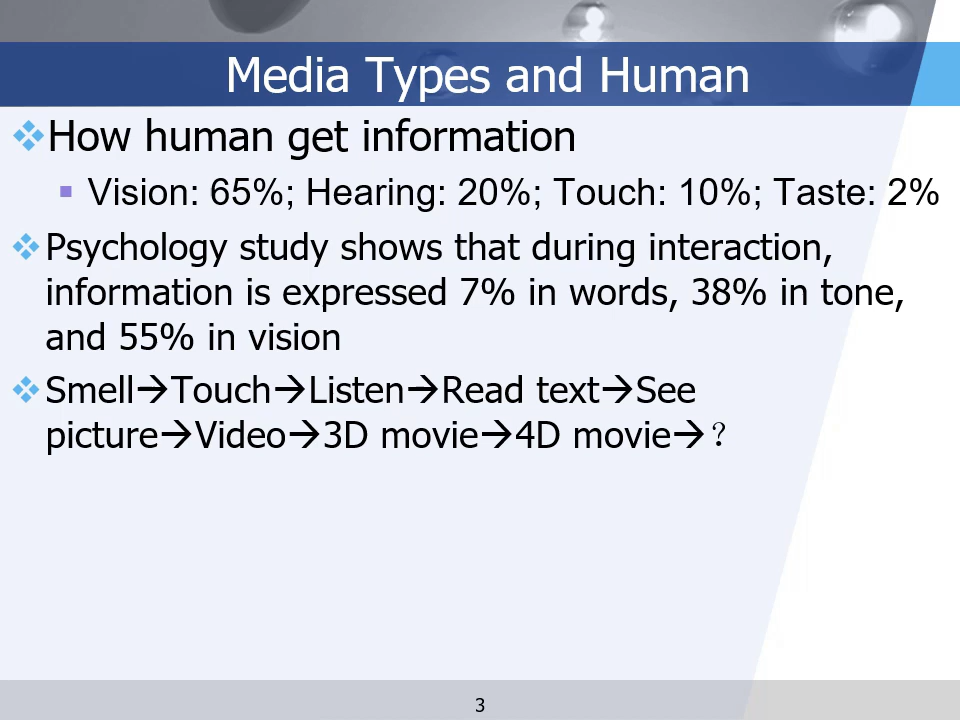 Media Types and Human
How human get information
Vision: 65%; Hearing: 20%; Touch: 10%; Taste: 2%
Psychology study shows that during interaction,
information is expressed 7% in words, 38% in tone,
and 55% in vision
Smell→Touch→Listen→Read text→See
picture→Video→3D movie→4D movie→？
3